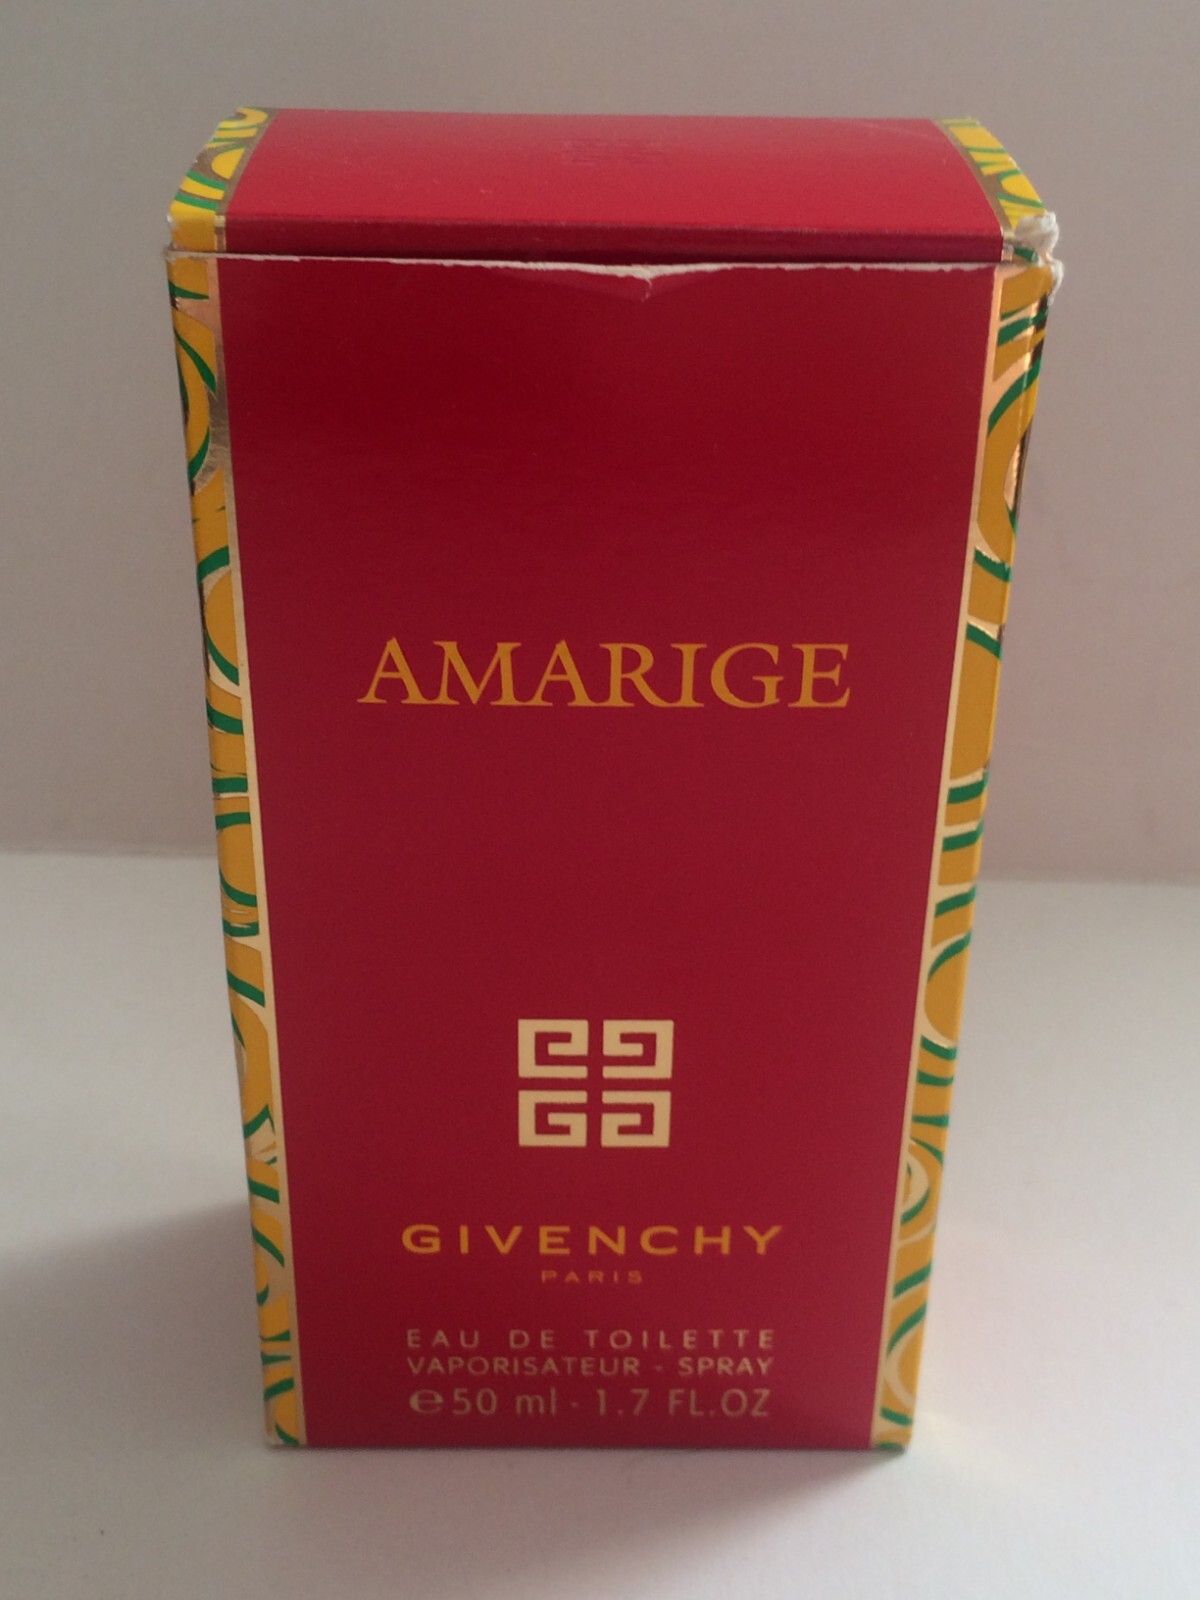 AMARIGE
GIVENCHY
PARIS
EAU DE TOILETTE
VAPORISATEUR - SPRAY
℮50 ml - 1.7 FL.OZ